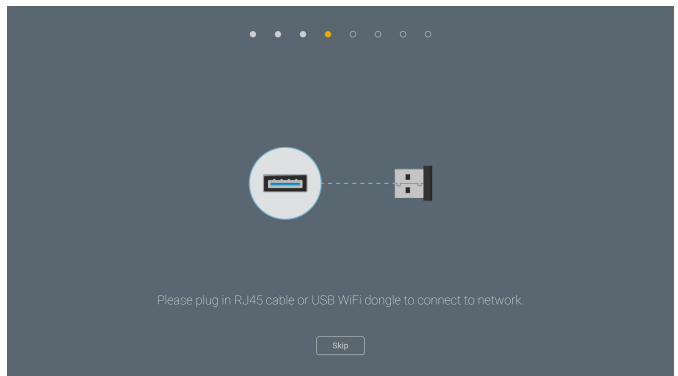 Please plug in RJ45 cable or USB WiFi dongle to connect to network.
Skip